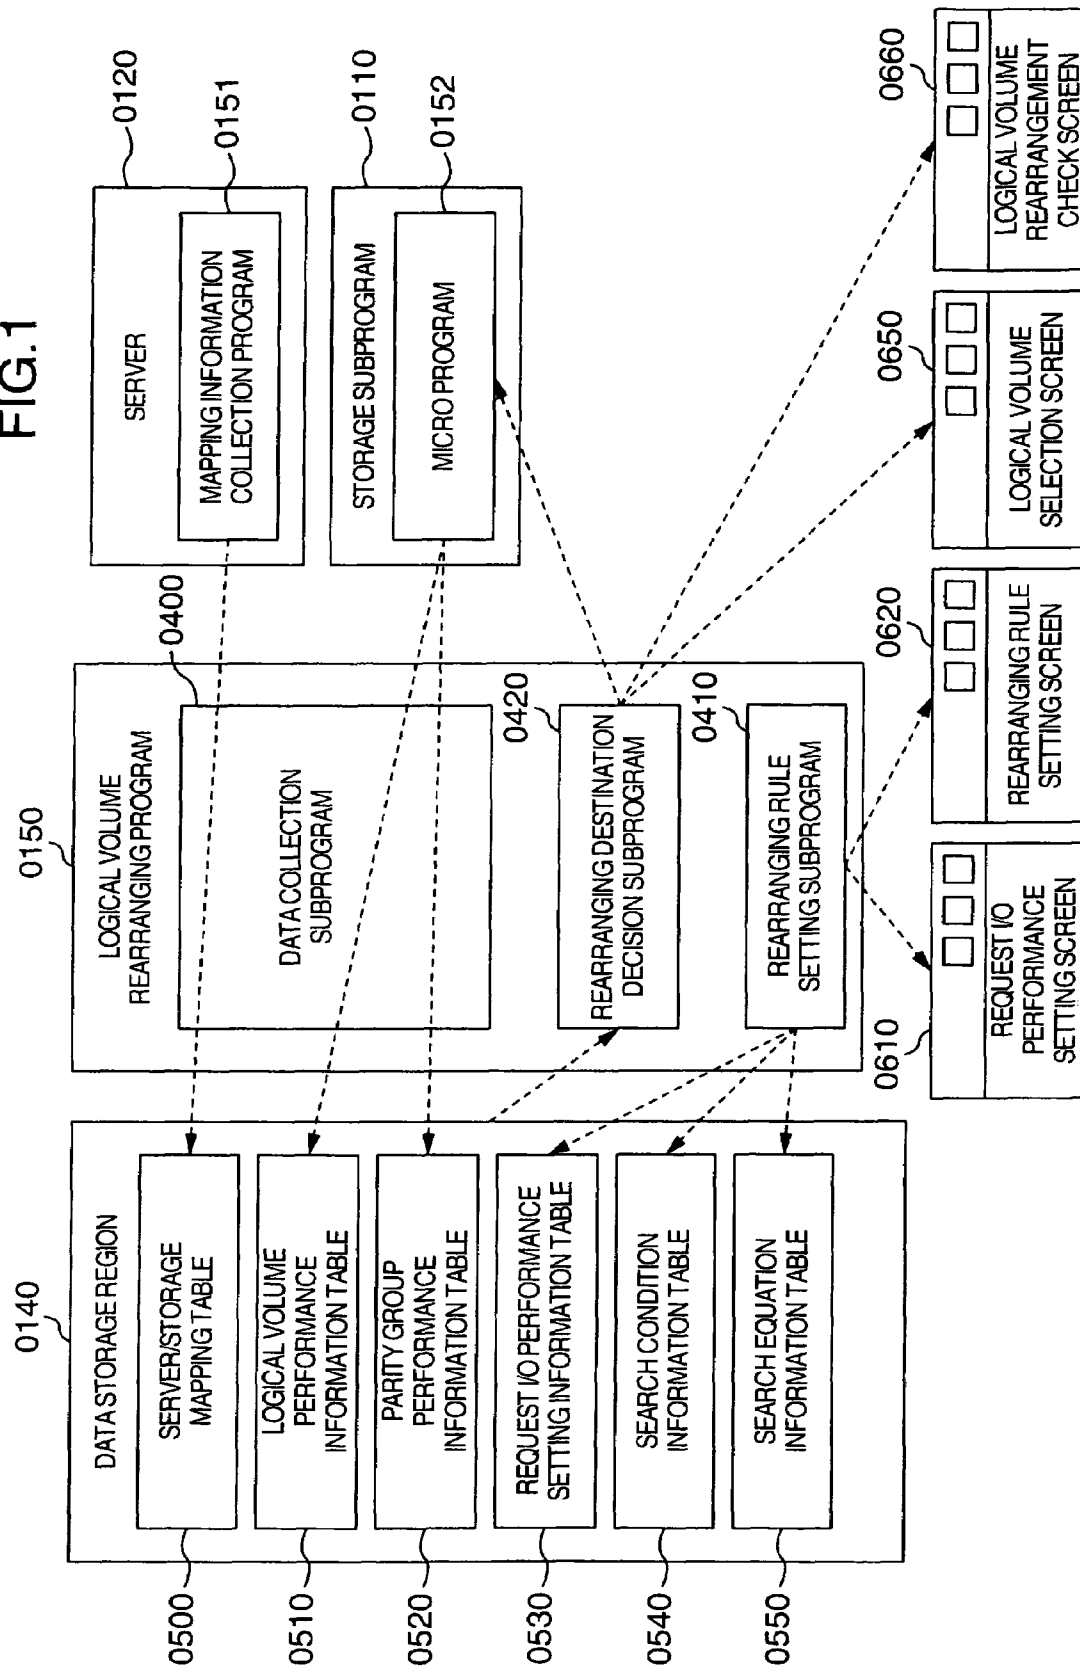 FIG.1
0140
DATA STORAGE REGION
0500
SERVER/STORAGE
MAPPING TABLE
0510
LOGICAL VOLUME
PERFORMANCE
INFORMATION TABLE
0520
PARITY GROUP
PERFORMANCE
INFORMATION TABLE
0530
REQUEST I/O PERFORMANCE
SETTING INFORMATION TABLE
0540
SEARCH CONDITION
INFORMATION TABLE
0550
SEARCH EQUATION
INFORMATION TABLE
0150
LOGICAL VOLUME
REARRANGING PROGRAM
0400
DATA COLLECTION
SUBPROGRAM
0420
REARRANGING DESTINATION
DECISION SUBPROGRAM
0410
REARRANGING RULE
SETTING SUBPROGRAM
0120
SERVER
0151
MAPPING INFORMATION
COLLECTION PROGRAM
0110
STORAGE SUBPROGRAM
0152
MICRO PROGRAM
0610
REQUEST I/O
PERFORMANCE
SETTING SCREEN
0620
REARRANGING RULE
SETTING SCREEN
0650
LOGICAL VOLUME
SELECTION SCREEN
0660
LOGICAL VOLUME
REARRANGEMENT
CHECK SCREEN